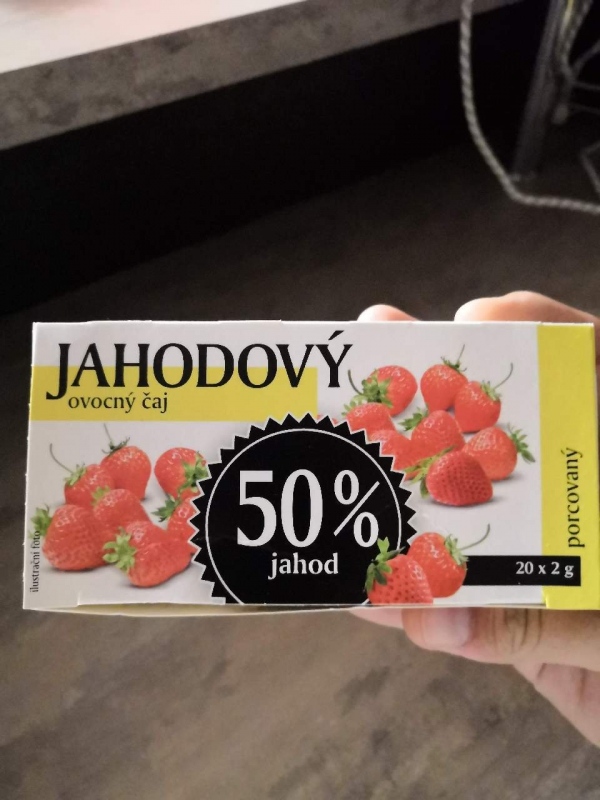 JAHODOVÝ
ovocný čaj
50%
jahod
porcovaný
20 x 2 g
ilustrační foto